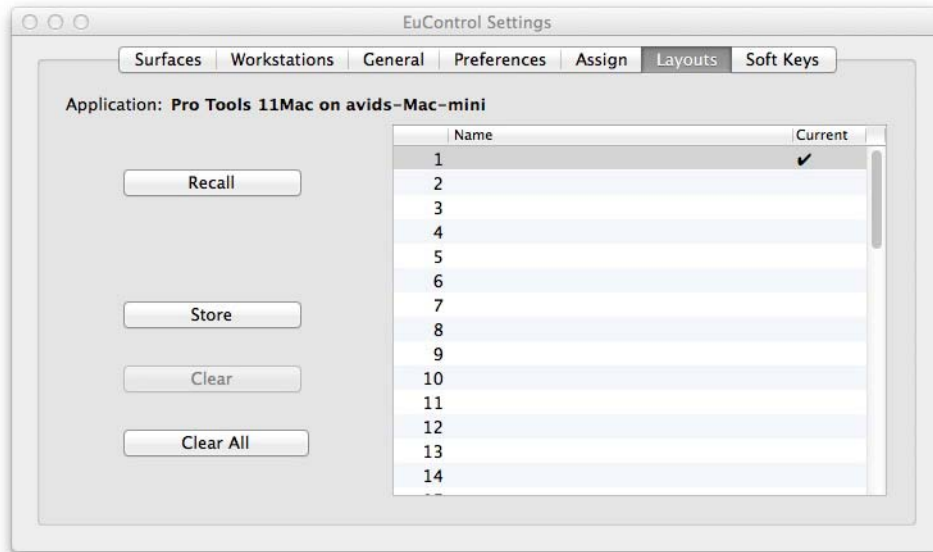 EuControl Settings
Surfaces Workstations General Preferences Assign Layouts Soft Keys
Application: Pro Tools 11Mac on avids-Mac-mini
Name Current
1 ✔
Recall
2
3
4
5
6
7
Store
8
9
Clear
10
11
12
Clear All
13
14